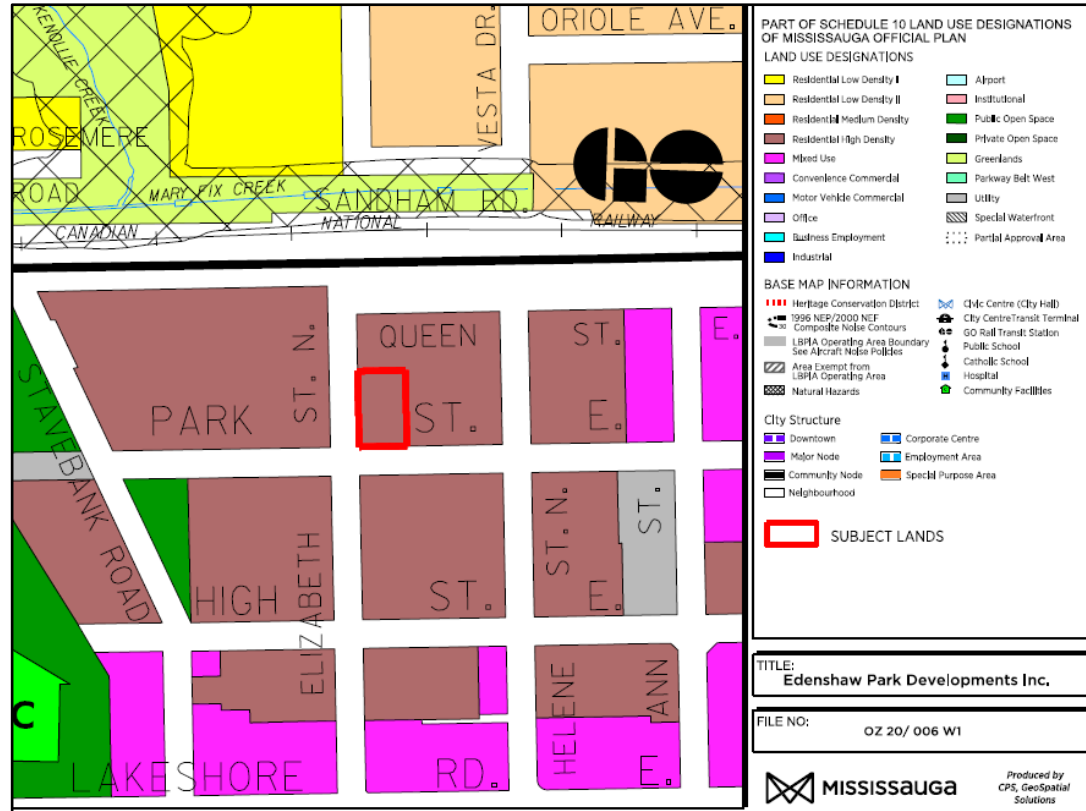 KENOLLIE CREEK
ORIOLE AVE.
VESTA DR.
ROSEMERE
ROAD
MARY FIX CREEK
SANDHAM RD.
CANADIAN
NATIONAL
RAILWAY
GO
QUEEN
ST.
E.
ST. N.
PARK
ST.
E.
STAVEBANK ROAD
ELIZABETH
HIGH
ST.
E.
ST. N.
ST.
HELENE
ANN
C
LAKESHORE
RD.
E.
PART OF SCHEDULE 10 LAND USE DESIGNATIONS
OF MISSISSAUGA OFFICIAL PLAN
LAND USE DESIGNATIONS
Residential Low Density I
Residential Low Density II
Residential Medium Density
Residential High Density
Mixed Use
Convenience Commercial
Motor Vehicle Commercial
Office
Business Employment
Industrial
Airport
Institutional
Public Open Space
Private Open Space
Greenlands
Parkway Belt West
Utility
Special Waterfront
Partial Approval Area
BASE MAP INFORMATION
Heritage Conservation District
1996 NEP/2000 NEF
Composite Noise Contours
LBPIA Operating Area Boundary
See Aircraft Noise Policies
Area Exempt from
LBPIA Operating Area
Natural Hazards
Civic Centre (City Hall)
City Centre Transit Terminal
GO Rail Transit Station
Public School
Catholic School
Hospital
Community Facilities
City Structure
Downtown
Major Node
Community Node
Neighbourhood
Corporate Centre
Employment Area
Special Purpose Area
SUBJECT LANDS
TITLE:
Edenshaw Park Developments Inc.
FILE NO:
OZ 20/ 006 W1
MISSISSAUGA
Produced by
CPS, GeoSpatial
Solutions